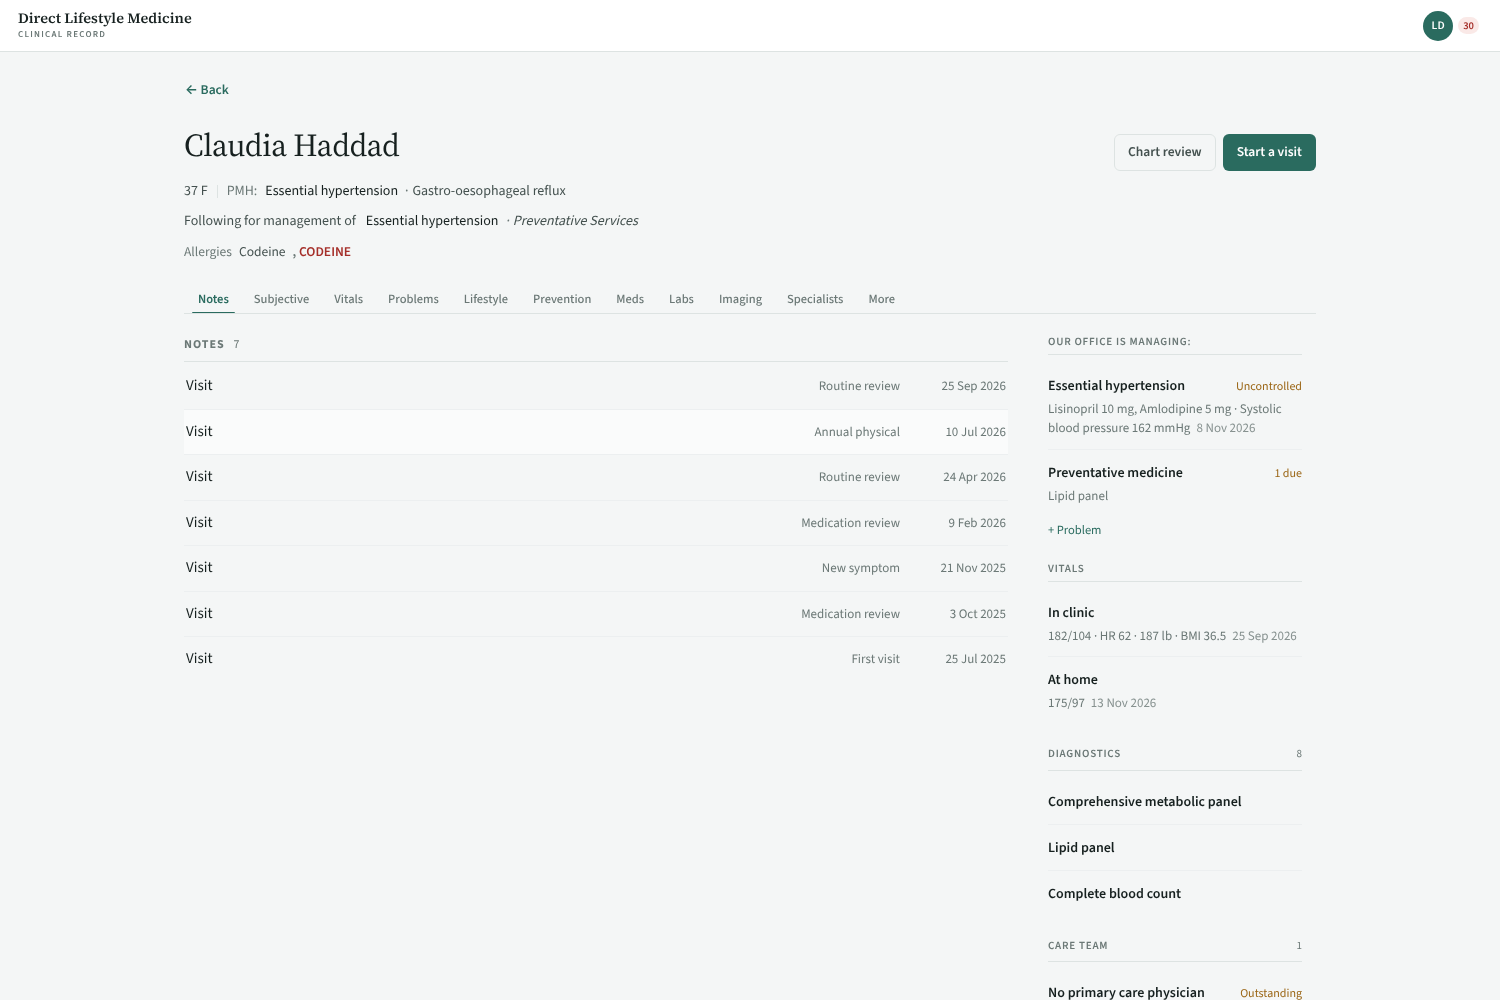 Direct Lifestyle Medicine
CLINICAL RECORD
LD 30
← Back
Claudia Haddad
Chart review
Start a visit
37 F PMH: Essential hypertension · Gastro-oesophageal reflux
Following for management of Essential hypertension · Preventative Services
Allergies Codeine , CODEINE
Notes Subjective Vitals Problems Lifestyle Prevention Meds Labs Imaging Specialists More
NOTES 7
Visit Routine review 25 Sep 2026
Visit Annual physical 10 Jul 2026
Visit Routine review 24 Apr 2026
Visit Medication review 9 Feb 2026
Visit New symptom 21 Nov 2025
Visit Medication review 3 Oct 2025
Visit First visit 25 Jul 2025
OUR OFFICE IS MANAGING:
Essential hypertension Uncontrolled
Lisinopril 10 mg, Amlodipine 5 mg · Systolic
blood pressure 162 mmHg 8 Nov 2026
Preventative medicine 1 due
Lipid panel
+ Problem
VITALS
In clinic
182/104 · HR 62 · 187 lb · BMI 36.5 25 Sep 2026
At home
175/97 13 Nov 2026
DIAGNOSTICS 8
Comprehensive metabolic panel
Lipid panel
Complete blood count
CARE TEAM 1
No primary care physician Outstanding